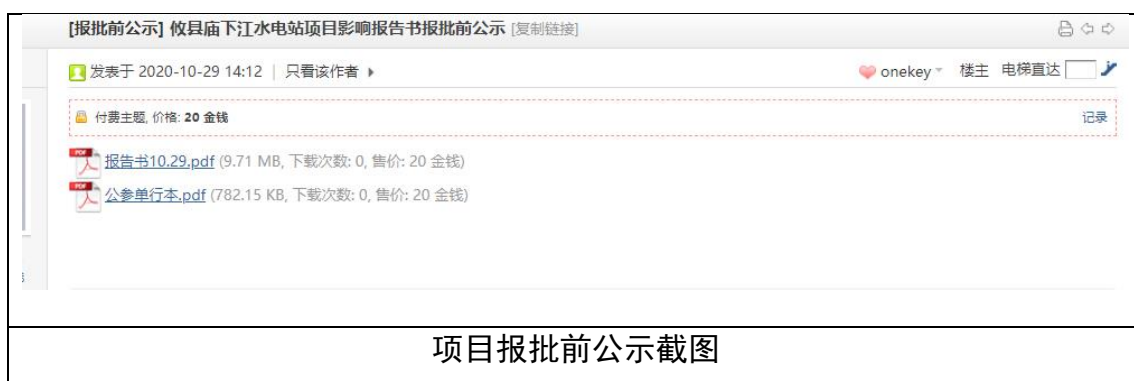 [报批前公示] 攸县庙下江水电站项目影响报告书报批前公示 [复制链接]
发表于 2020-10-29 14:12 | 只看该作者
onekey 楼主 电梯直达
付费主题, 价格: 20 金钱 记录
报告书10.29.pdf (9.71 MB, 下载次数: 0, 售价: 20 金钱)
公参单行本.pdf (782.15 KB, 下载次数: 0, 售价: 20 金钱)
项目报批前公示截图